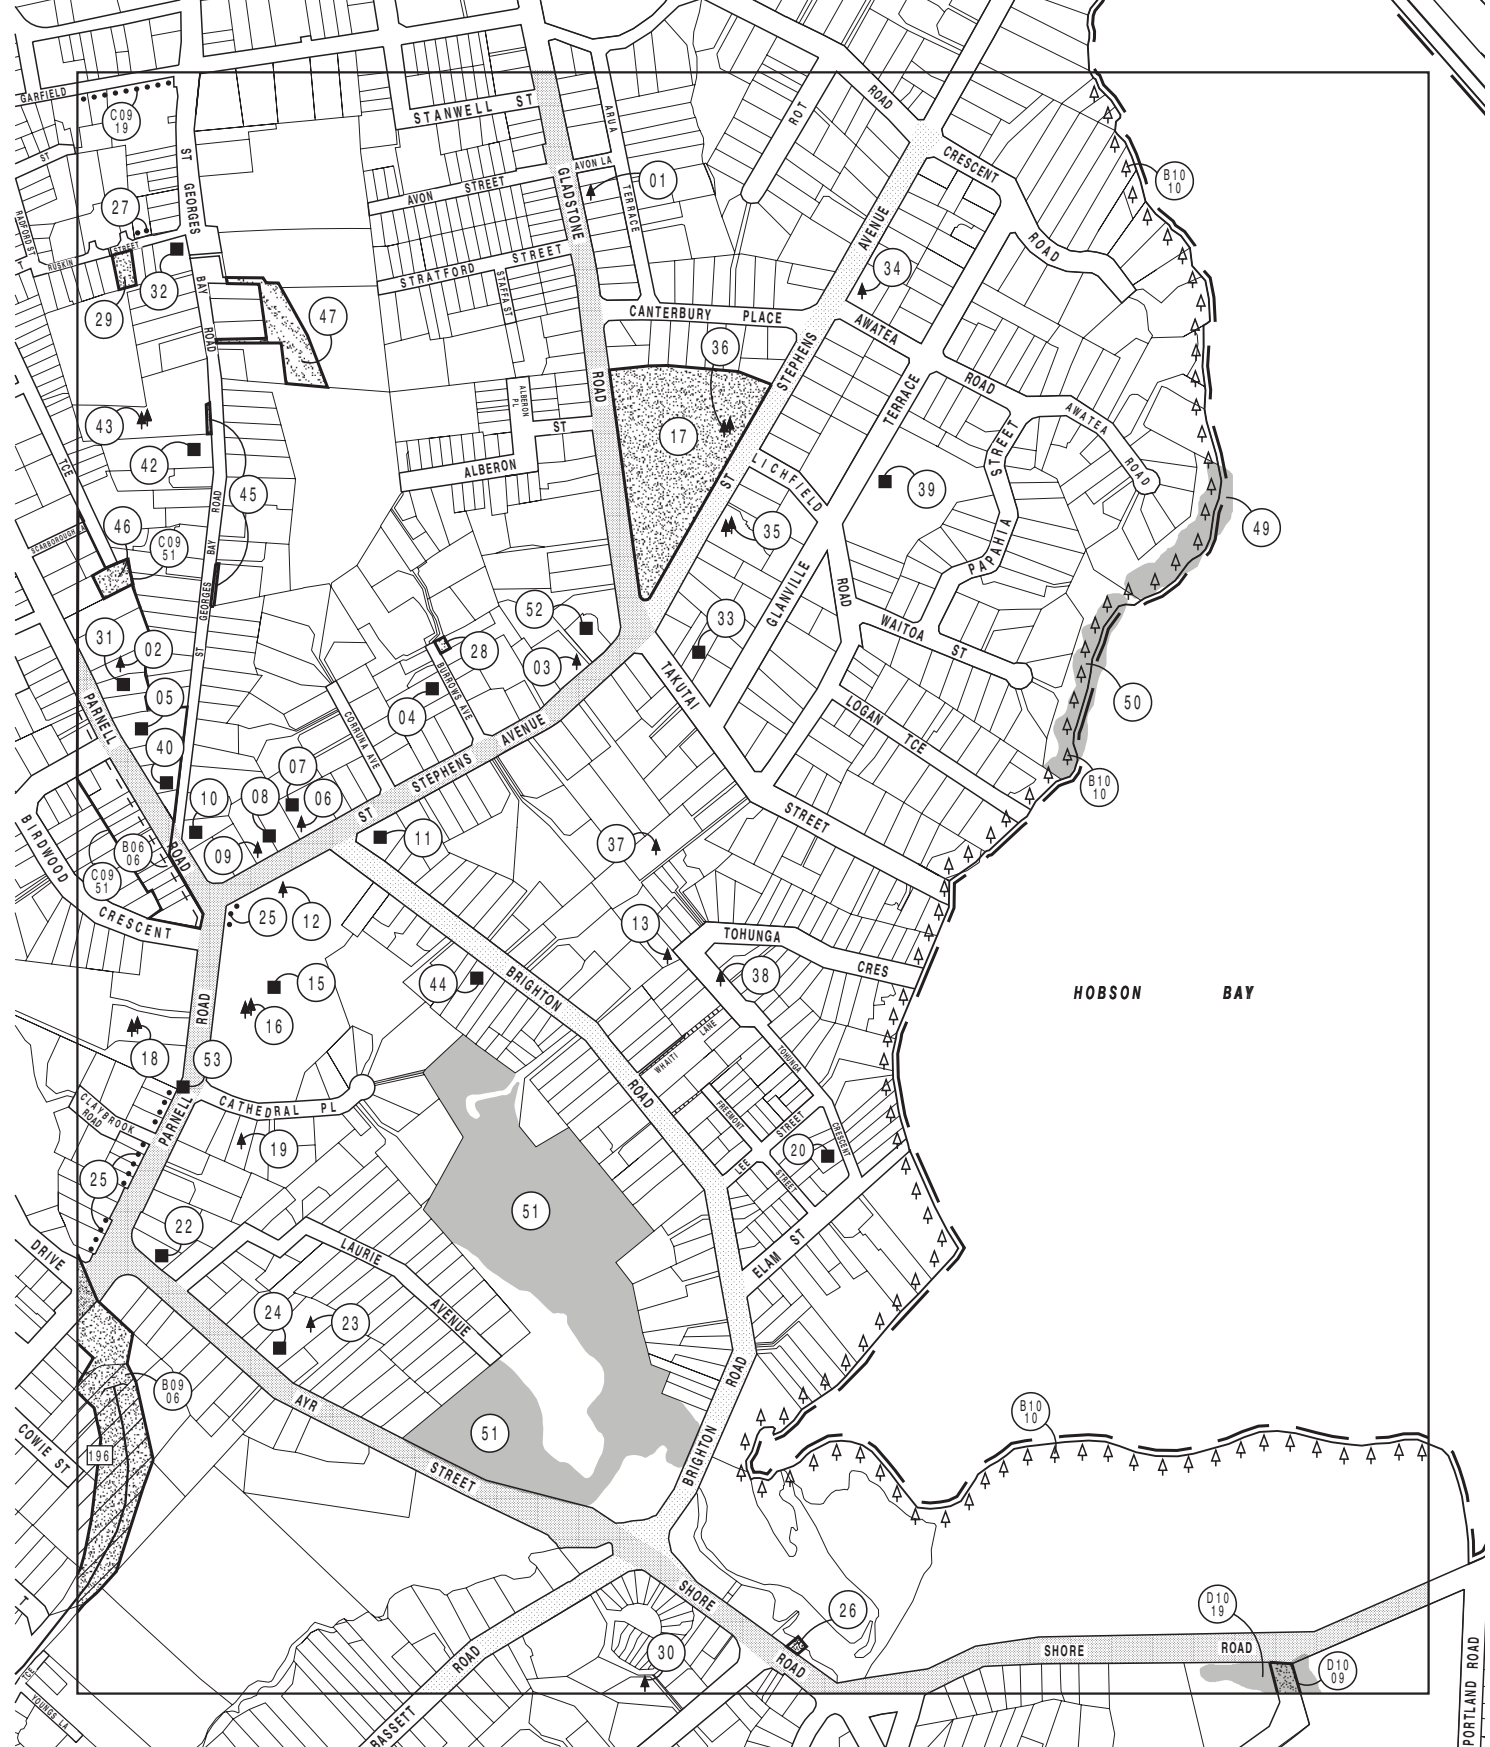 GARFIELD
ST
C09
19
STANWELL ST
ARUA
TERRACE
ROT
ROAD
CRESCENT
ROAD
B10
10
ST GEORGES
BAY
ROAD
AVON LA
AVON STREET
GLADSTONE
ROAD
01
27
RADFORD ST
RUSKIN
STREET
32
29
47
STRATFORD STREET
STAFFA ST
AVENUE
34
CANTERBURY PLACE
STEPHENS
ST
AWATEA
ROAD
AWATEA
ROAD
36
17
TERRACE
ALBERON
PL
ALBERON
ST
43
42
45
TCE
LICHFIELD
ROAD
STREET
PAPAHIA
39
35
49
46
C09
51
SCARBOROUGH LA
GEORGES BAY ROAD
ST
GLANVILLE
WAITOA
ST
52
33
28
31
02
03
05
04
40
BURROWS AVE
CORRUNA AVE
PARNELL
ROAD
TAKUTAI
STREET
LOGAN
TCE
50
B10
10
ST STEPHENS AVENUE
10
08
07
06
09
11
37
BIRDWOOD
CRESCENT
B06
06
C09
51
25
12
13
TOHUNGA
CRES
38
BRIGHTON
ROAD
44
15
16
18
53
ROAD
HOBSON BAY
WHAITI LANE
TOHUNGA
CRESCENT
FREEMONT
STREET
STREET
20
CATHEDRAL PL
CLAYBROOK
ROAD
PARNELL
19
25
22
51
DRIVE
LAURIE
AVENUE
ELAM ST
24
23
B09
06
196
COWIE ST
AYR
STREET
51
BRIGHTON
ROAD
B10
10
SHORE
ROAD
26
30
BASSETT
ROAD
SHORE ROAD
D10
19
D10
09
PORTLAND ROAD
TCE
YOUNGS LA
T